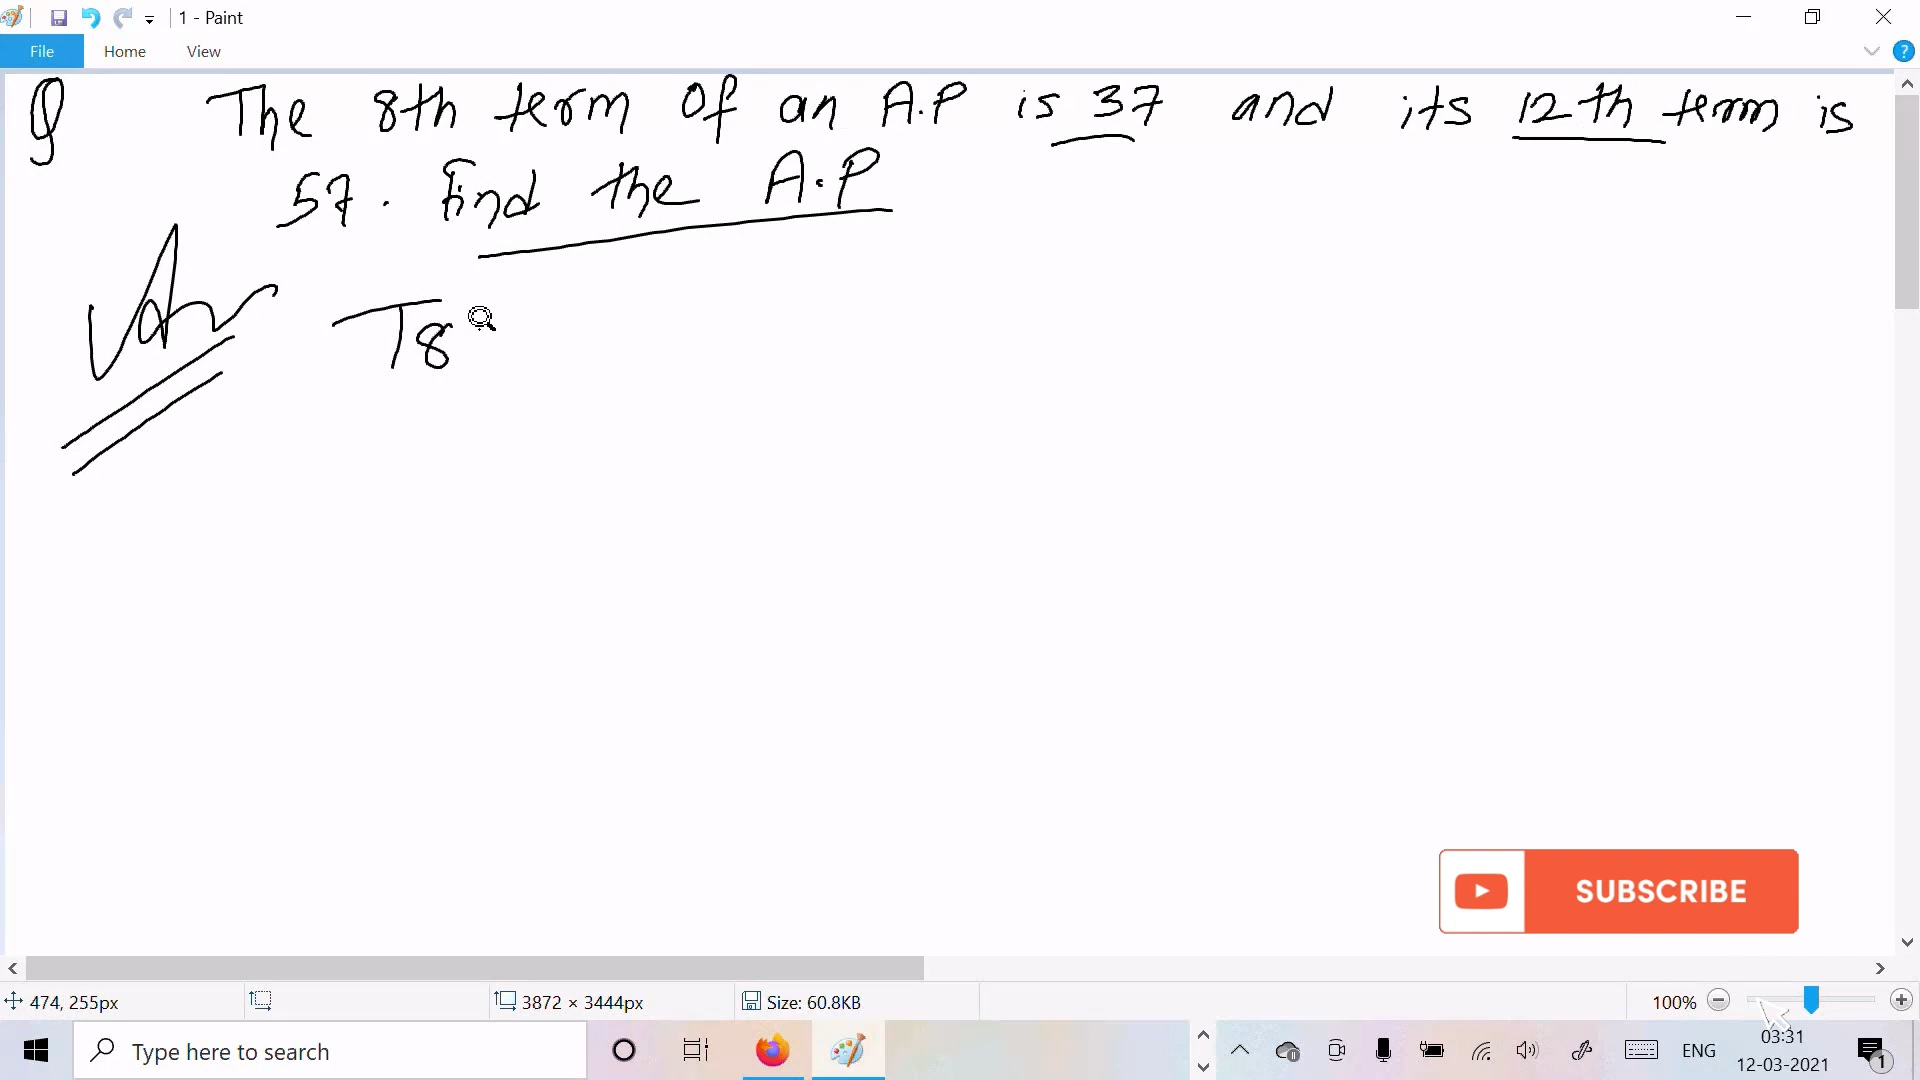 1 - Paint
File Home View
Q The 8th term of an A.P is 37 and its 12th term is
57. Find the A.P
T8
SUBSCRIBE
474, 255px 3872 × 3444px Size: 60.8KB 100%
Type here to search ENG 03:31
12-03-2021 1